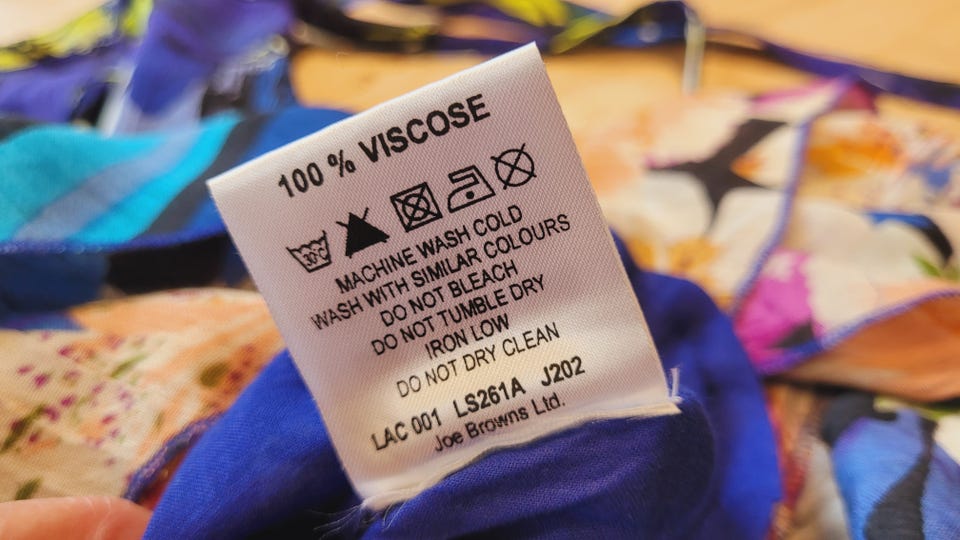 100 % VISCOSE
30°C
MACHINE WASH COLD
WASH WITH SIMILAR COLOURS
DO NOT BLEACH
DO NOT TUMBLE DRY
IRON LOW
DO NOT DRY CLEAN
LAC 001 LS261A J202
Joe Browns Ltd.